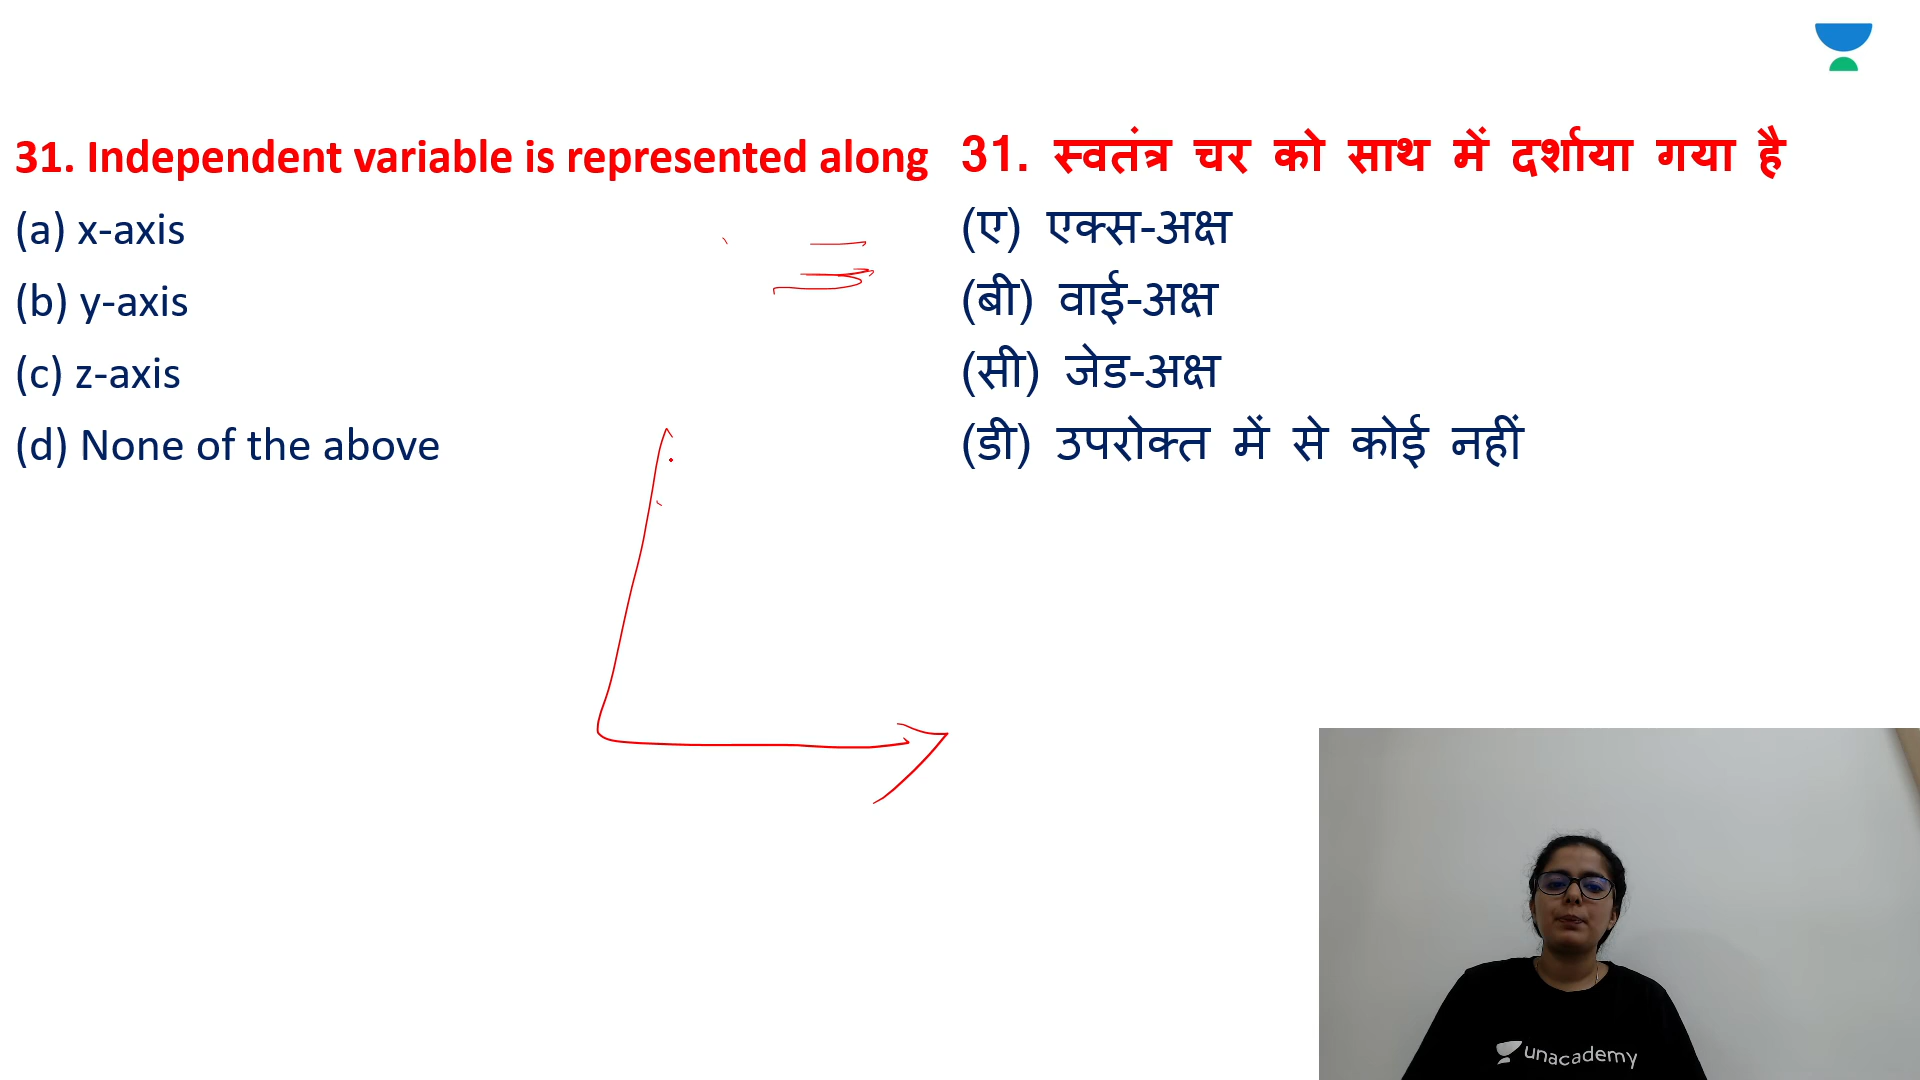 31. Independent variable is represented along
(a) x-axis
(b) y-axis
(c) z-axis
(d) None of the above
31. स्वतंत्र चर को साथ में दर्शाया गया है
(ए) एक्स-अक्ष
(बी) वाई-अक्ष
(सी) जेड-अक्ष
(डी) उपरोक्त में से कोई नहीं
unacademy